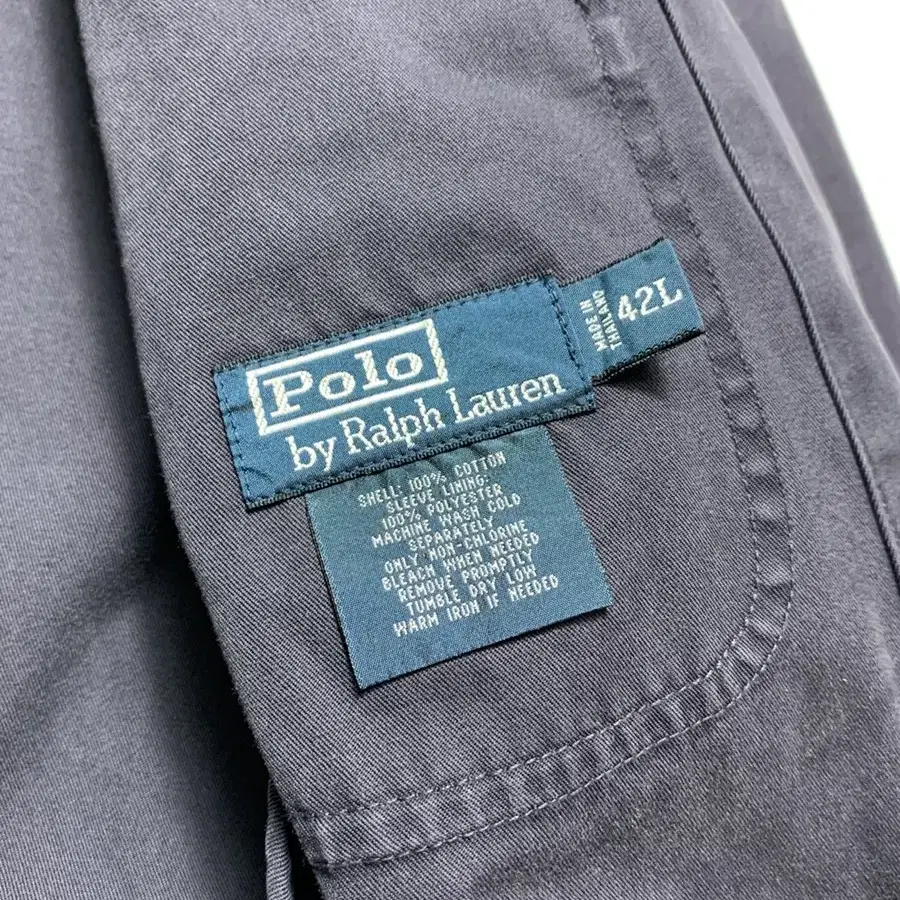 Polo
by Ralph Lauren
MADE IN
THAILAND
42L
SHELL: 100% COTTON
SLEEVE LINING:
100% POLYESTER
MACHINE WASH COLD
SEPARATELY
ONLY NON-CHLORINE
BLEACH WHEN NEEDED
REMOVE PROMPTLY
TUMBLE DRY LOW
WARM IRON IF NEEDED